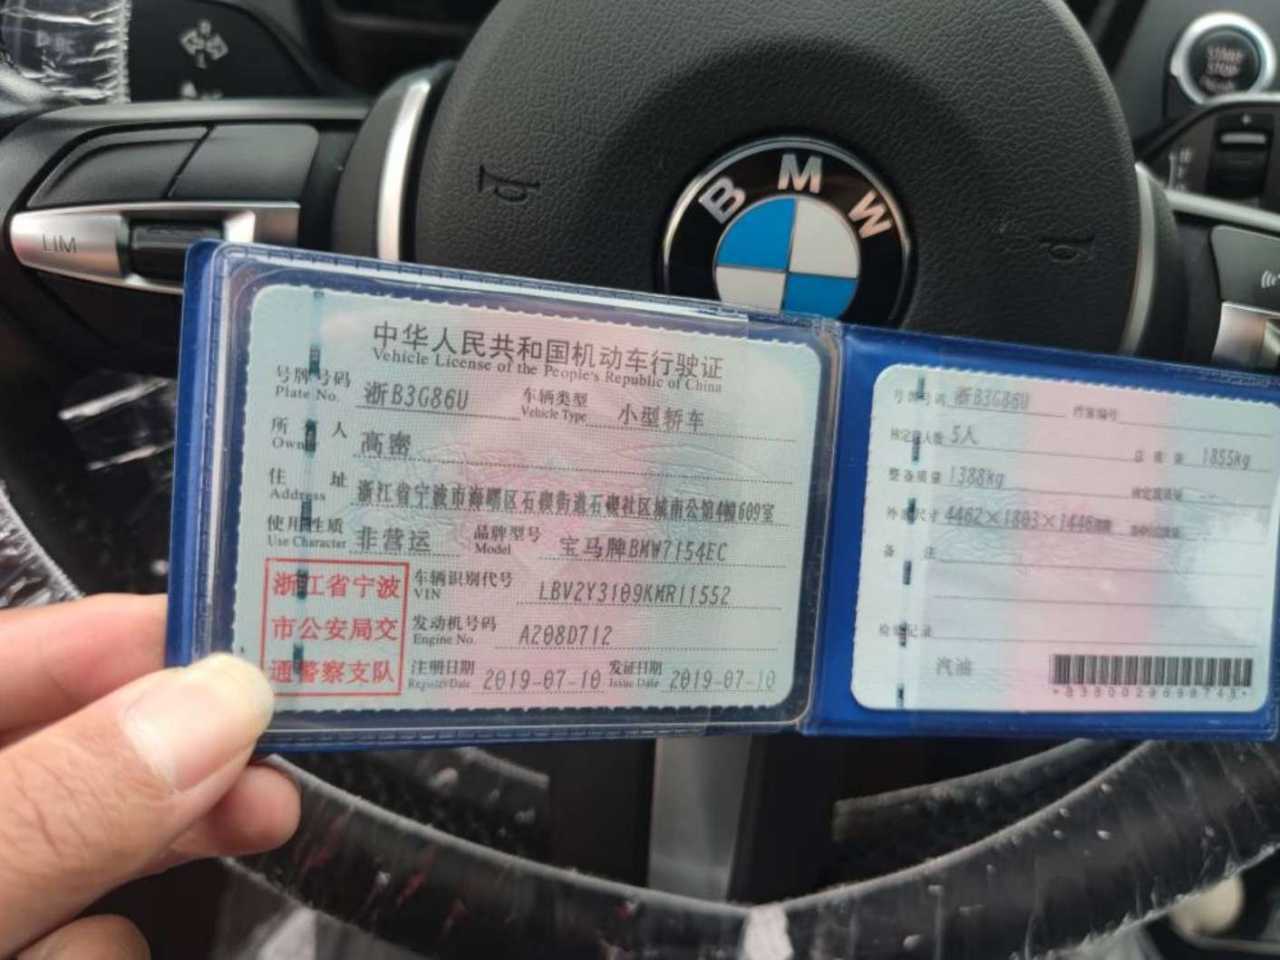 START
STOP
BMW
LIM
中华人民共和国机动车行驶证
Vehicle License of the People's Republic of China
号牌号码 浙B3G86U 车辆类型 小型轿车
Plate No. Vehicle Type
所有人 高密
Owner
住址 浙江省宁波市海曙区石碶街道石碶社区城南公馆4幢609室
Address
使用性质 非营运 品牌型号 宝马牌BMW7154EC
Use Character Model
浙江省宁波
市公安局交
通警察支队
车辆识别代号 LBV2Y3109KMR11552
VIN
发动机号码 A208D712
Engine No.
注册日期 2019-07-10 发证日期 2019-07-10
Register Date Issue Date
号牌号码 浙B3G86U 档案编号
核定载人数 5人 总质量 1855kg
整备质量 1388kg 核定载质量 --
外廓尺寸 4462×1803×1446mm
备注
检验记录
汽油